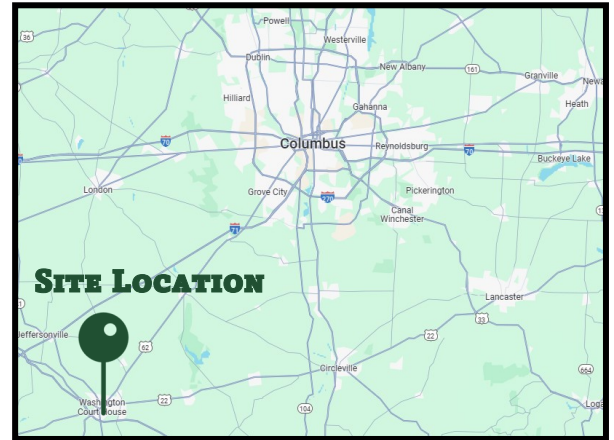 Powell
36
Westerville
Dublin
New Albany
161
Granville
Hilliard
Gahanna
Heath
Columbus
Reynoldsburg
70
70
Buckeye Lake
London
Grove City
270
Pickerington
Canal
Winchester
71
SITE LOCATION
Lancaster
33
Jeffersonville
22
62
Circleville
664
Washington
Court House
22
104